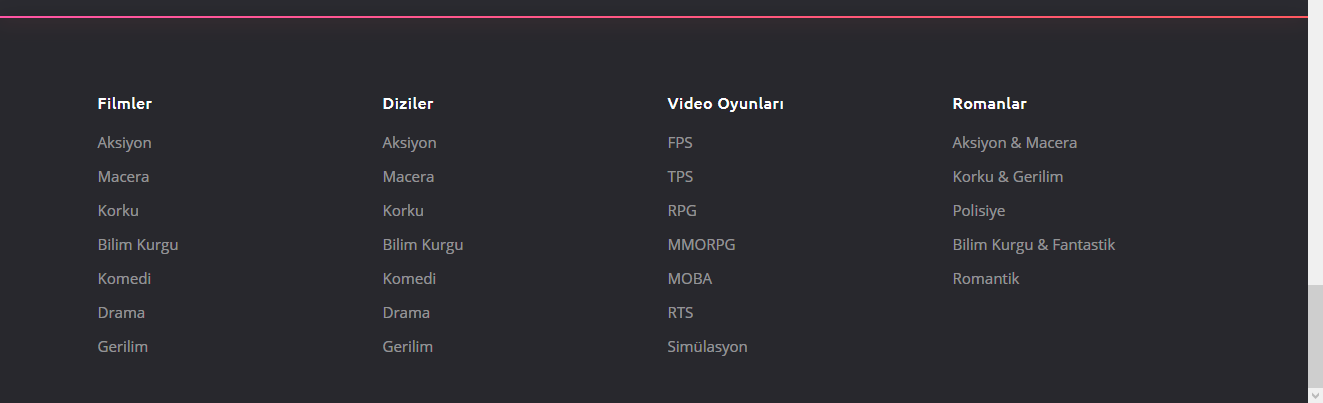 Filmler
Aksiyon
Macera
Korku
Bilim Kurgu
Komedi
Drama
Gerilim
Diziler
Aksiyon
Macera
Korku
Bilim Kurgu
Komedi
Drama
Gerilim
Video Oyunları
FPS
TPS
RPG
MMORPG
MOBA
RTS
Simülasyon
Romanlar
Aksiyon & Macera
Korku & Gerilim
Polisiye
Bilim Kurgu & Fantastik
Romantik